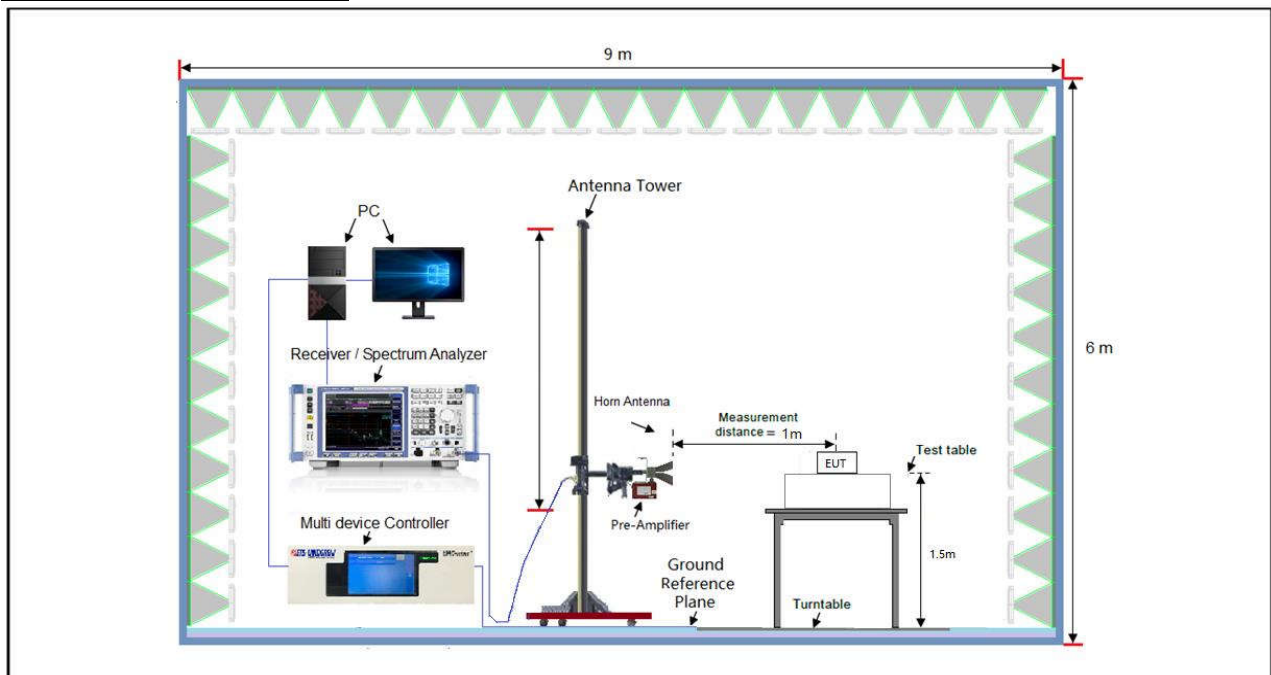 9 m
Antenna Tower
PC
Receiver / Spectrum Analyzer
6 m
Horn Antenna
Measurement
distance = 1m
EUT
Test table
Pre-Amplifier
Multi device Controller
1.5m
Ground
Reference
Plane
Turntable